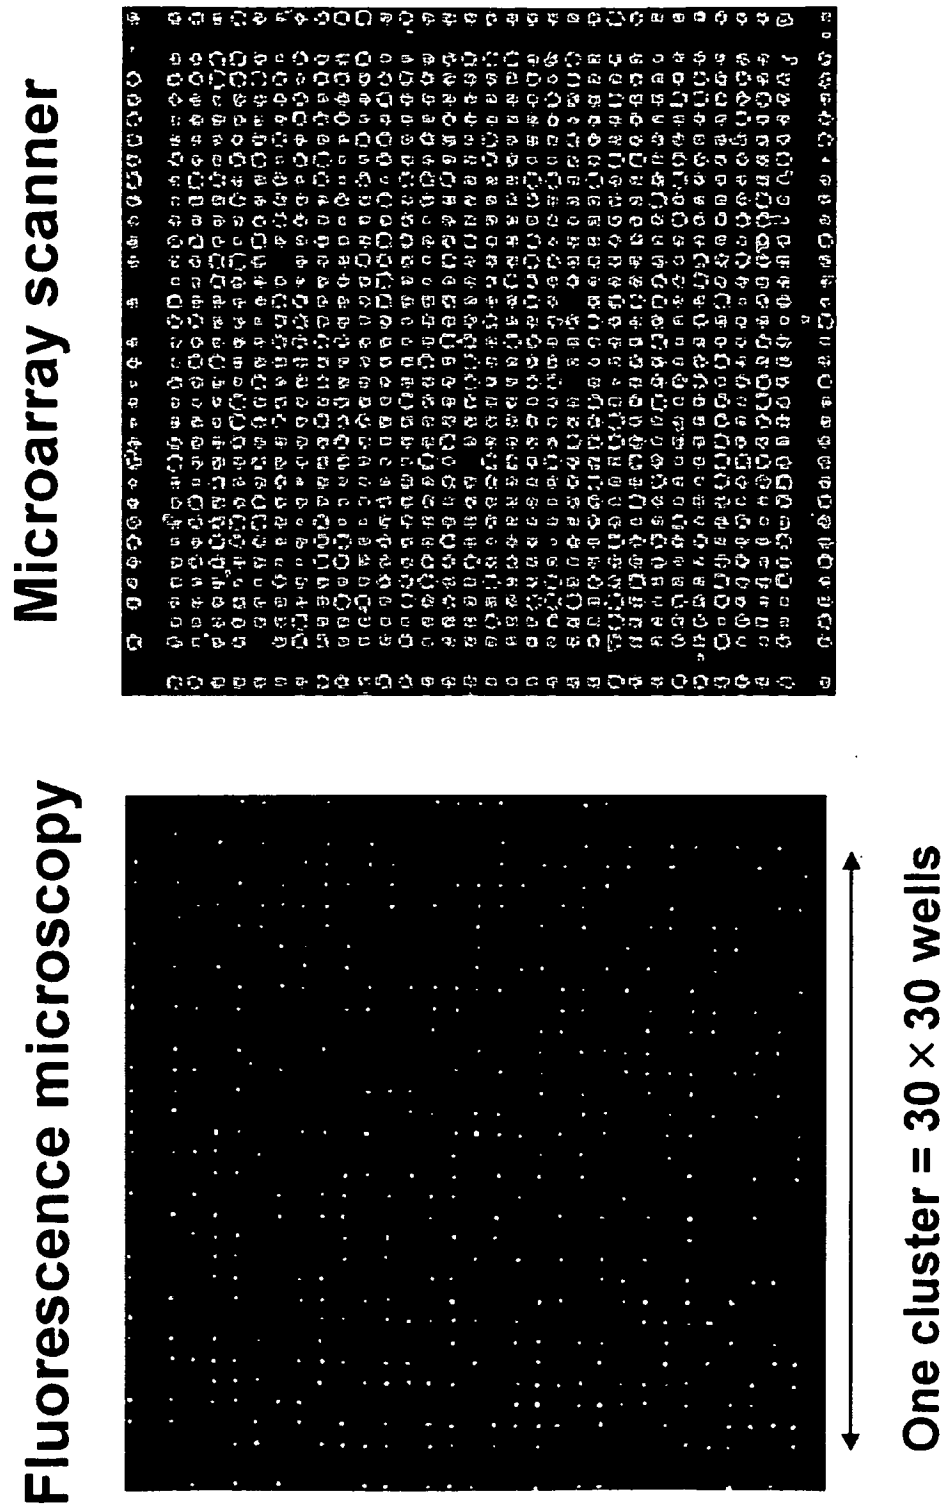 Fluorescence microscopy
Microarray scanner
One cluster = 30 × 30 wells